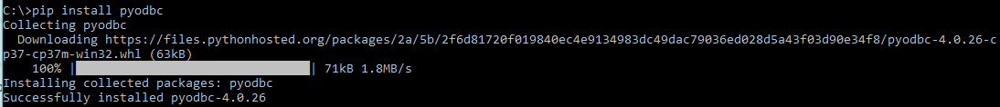 C:\>pip install pyodbc
Collecting pyodbc
  Downloading https://files.pythonhosted.org/packages/2a/5b/2f6d81720f019840ec4e9134983dc49dac79036ed028d5a43f03d90e34f8/pyodbc-4.0.26-c
p37-cp37m-win32.whl (63kB)
    100% |████████████████████████████████| 71kB 1.8MB/s
Installing collected packages: pyodbc
Successfully installed pyodbc-4.0.26